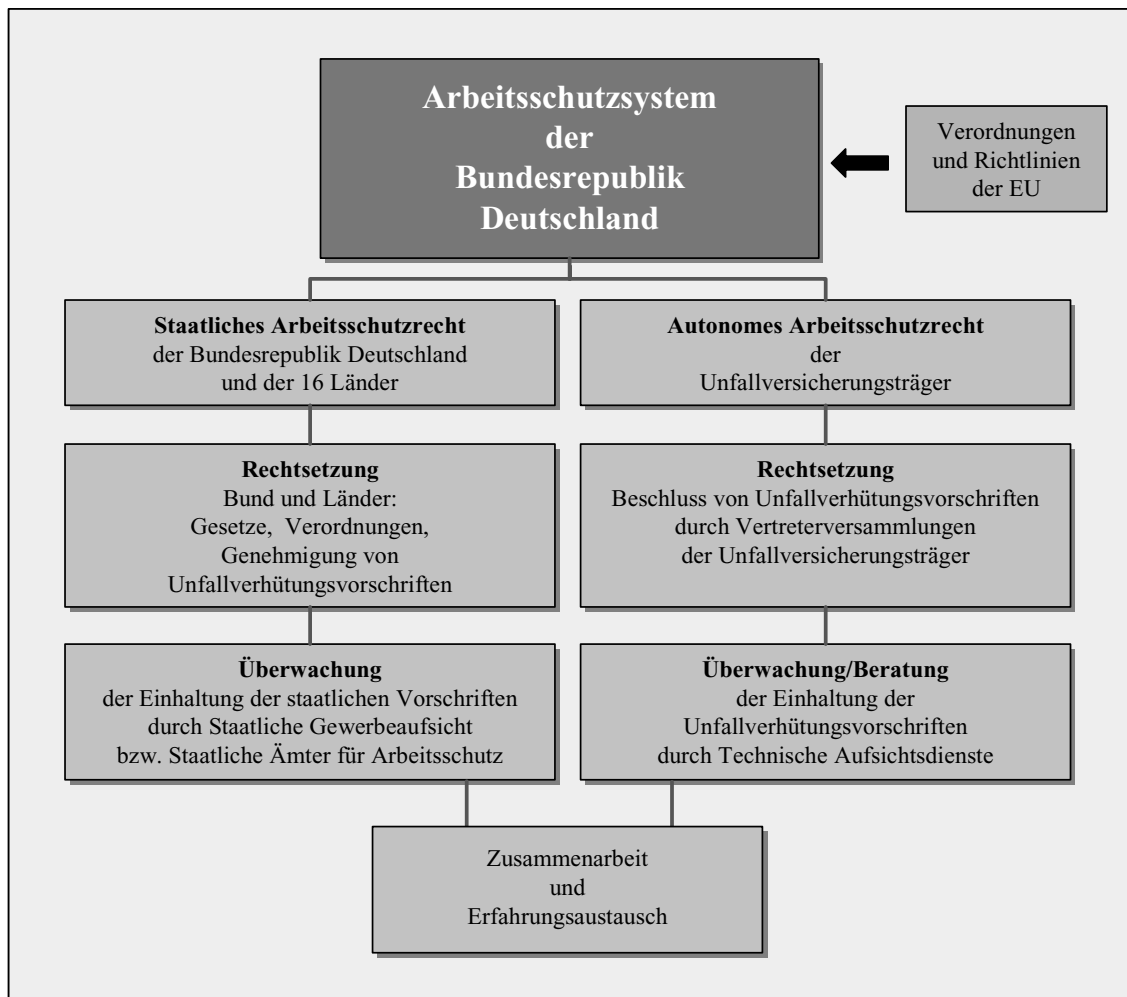 Arbeitsschutzsystem
der
Bundesrepublik
Deutschland
Verordnungen
und Richtlinien
der EU
Staatliches Arbeitsschutzrecht
der Bundesrepublik Deutschland
und der 16 Länder
Autonomes Arbeitsschutzrecht
der
Unfallversicherungsträger
Rechtsetzung
Bund und Länder:
Gesetze, Verordnungen,
Genehmigung von
Unfallverhütungsvorschriften
Rechtsetzung
Beschluss von Unfallverhütungsvorschriften
durch Vertreterversammlungen
der Unfallversicherungsträger
Überwachung
der Einhaltung der staatlichen Vorschriften
durch Staatliche Gewerbeaufsicht
bzw. Staatliche Ämter für Arbeitsschutz
Überwachung/Beratung
der Einhaltung der
Unfallverhütungsvorschriften
durch Technische Aufsichtsdienste
Zusammenarbeit
und
Erfahrungsaustausch